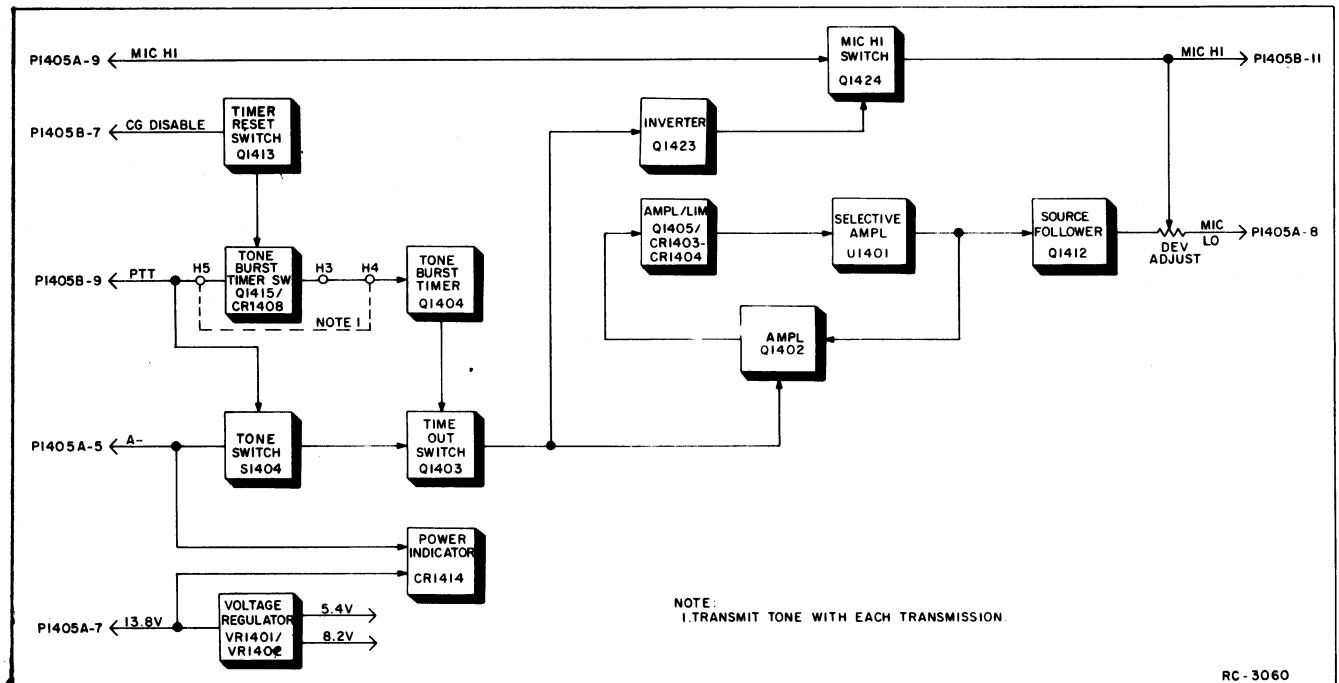 P1405A-9 MIC HI
MIC HI
SWITCH
Q1424
MIC HI P1405B-11
P1405B-7 CG DISABLE
TIMER
RESET
SWITCH
Q1413
INVERTER
Q1423
AMPL/LIM
Q1405/
CR1403-
CR1404
SELECTIVE
AMPL
U1401
SOURCE
FOLLOWER
Q1412
DEV
ADJUST
MIC
LO
P1405A-8
P1405B-9 PTT
H5
TONE
BURST
TIMER SW
Q1415/
CR1408
H3 H4
NOTE 1
TONE
BURST
TIMER
Q1404
AMPL
Q1402
P1405A-5 A-
TONE
SWITCH
S1404
TIME
OUT
SWITCH
Q1403
POWER
INDICATOR
CR1414
P1405A-7 13.8V
VOLTAGE
REGULATOR
VR1401/
VR1402
5.4V
8.2V
NOTE:
1.TRANSMIT TONE WITH EACH TRANSMISSION.
RC-3060